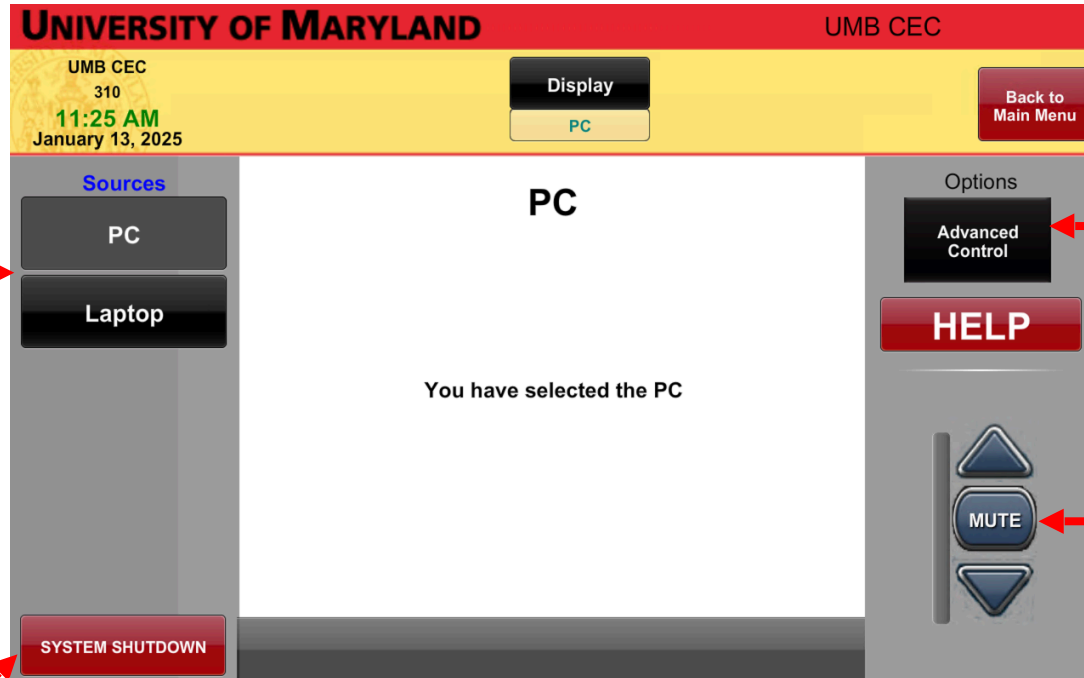 UNIVERSITY OF MARYLAND
UMB CEC
UMB CEC
310
11:25 AM
January 13, 2025
Display
PC
Back to
Main Menu
Sources
PC
Laptop
PC
You have selected the PC
Options
Advanced
Control
HELP
MUTE
SYSTEM SHUTDOWN